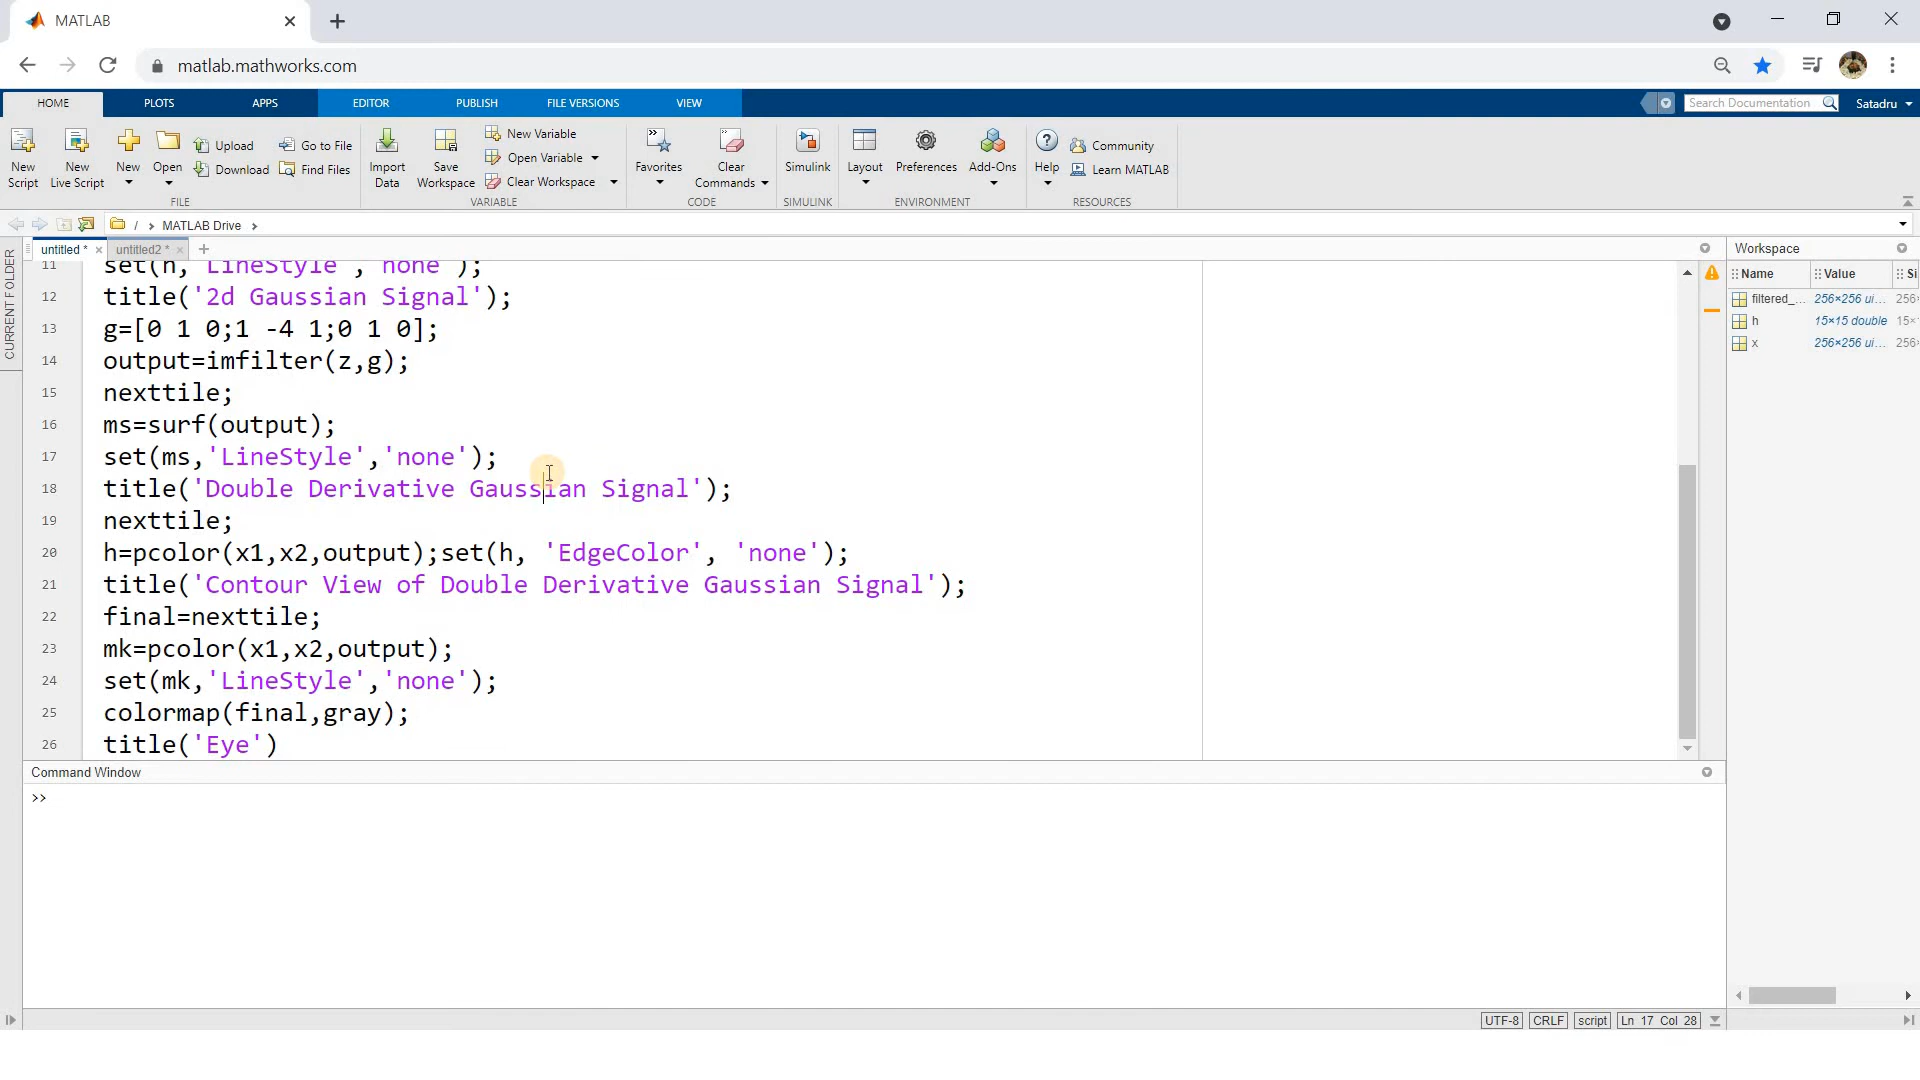 MATLAB
matlab.mathworks.com
HOME PLOTS APPS EDITOR PUBLISH FILE VERSIONS VIEW Search Documentation Satadru
New Script New Live Script New Open Upload Download Go to File Find Files
FILE
Import Data Save Workspace New Variable Open Variable Clear Workspace
VARIABLE
Favorites Clear Commands
CODE
Simulink
SIMULINK
Layout Preferences Add-Ons
ENVIRONMENT
Help Community Learn MATLAB
RESOURCES
/ MATLAB Drive
CURRENT FOLDER
untitled * × untitled2 * × +
11 set(h,'LineStyle','none');
12 title('2d Gaussian Signal');
13 g=[0 1 0;1 -4 1;0 1 0];
14 output=imfilter(z,g);
15 nexttile;
16 ms=surf(output);
17 set(ms,'LineStyle','none');
18 title('Double Derivative Gaussian Signal');
19 nexttile;
20 h=pcolor(x1,x2,output);set(h, 'EdgeColor', 'none');
21 title('Contour View of Double Derivative Gaussian Signal');
22 final=nexttile;
23 mk=pcolor(x1,x2,output);
24 set(mk,'LineStyle','none');
25 colormap(final,gray);
26 title('Eye')
Command Window
>>
Workspace
Name Value Si
filtered_... 256×256 ui... 256
h 15×15 double 15×
x 256×256 ui... 256
UTF-8 CRLF script Ln 17 Col 28